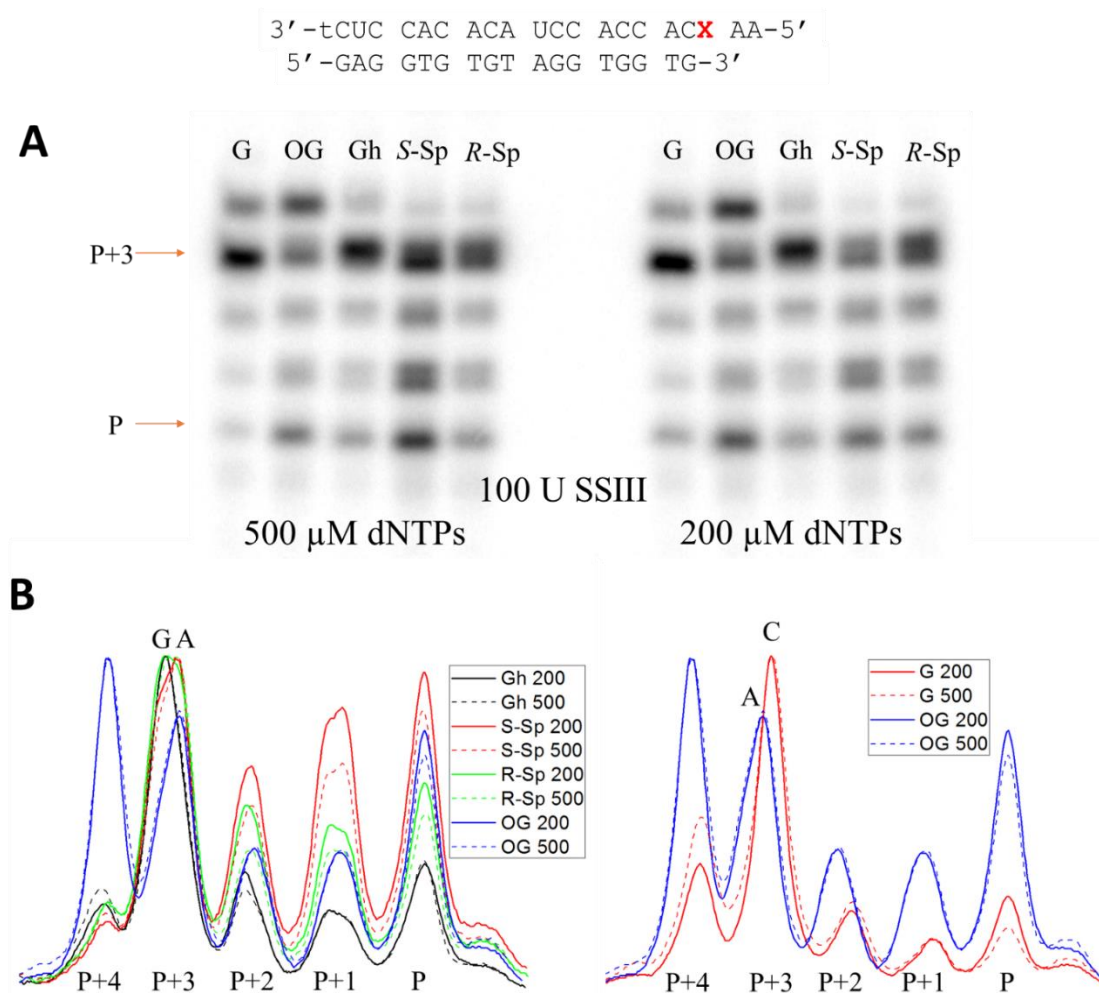 3′-tCUC CAC ACA UCC ACC ACX AA-5′
5′-GAG GTG TGT AGG TGG TG-3′
A
G OG Gh S-Sp R-Sp
G OG Gh S-Sp R-Sp
P+3
P
100 U SSIII
500 µM dNTPs
200 µM dNTPs
B
G A
Gh 200
Gh 500
S-Sp 200
S-Sp 500
R-Sp 200
R-Sp 500
OG 200
OG 500
P+4 P+3 P+2 P+1 P
C
A
G 200
G 500
OG 200
OG 500
P+4 P+3 P+2 P+1 P